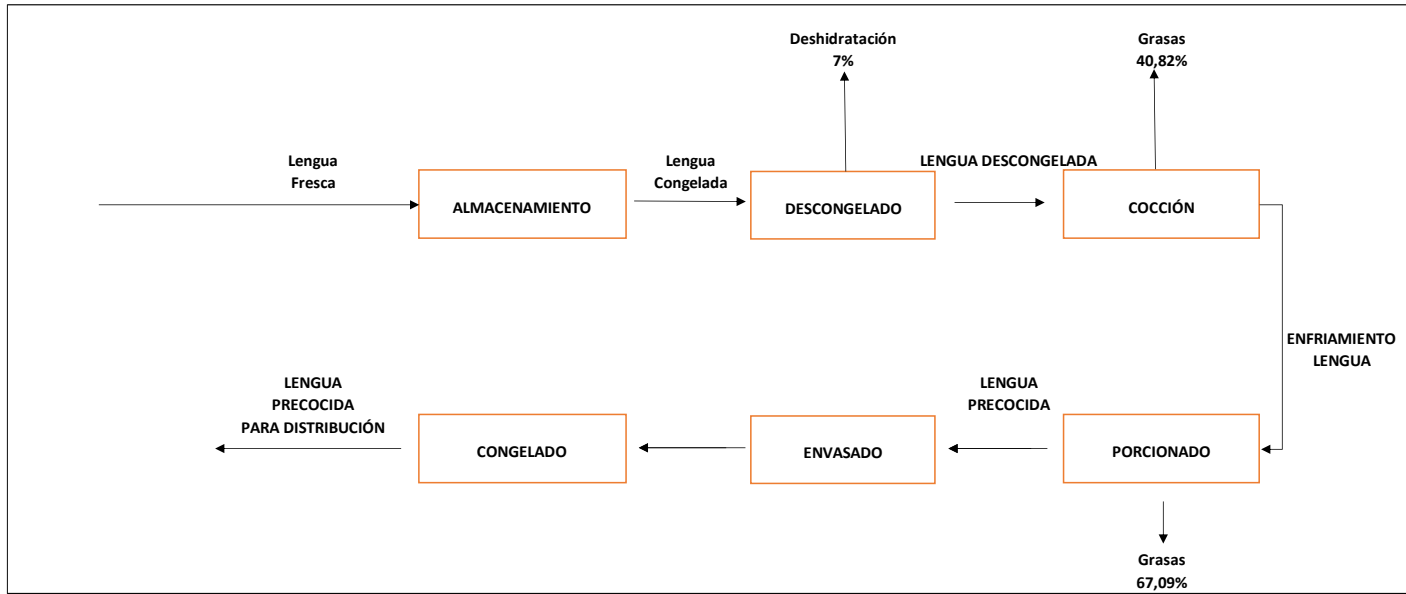 Deshidratación
7%
Grasas
40,82%
Lengua
Fresca
ALMACENAMIENTO
Lengua
Congelada
DESCONGELADO
LENGUA DESCONGELADA
COCCIÓN
ENFRIAMIENTO
LENGUA
PORCIONADO
Grasas
67,09%
LENGUA
PRECOCIDA
ENVASADO
CONGELADO
LENGUA
PRECOCIDA
PARA DISTRIBUCIÓN